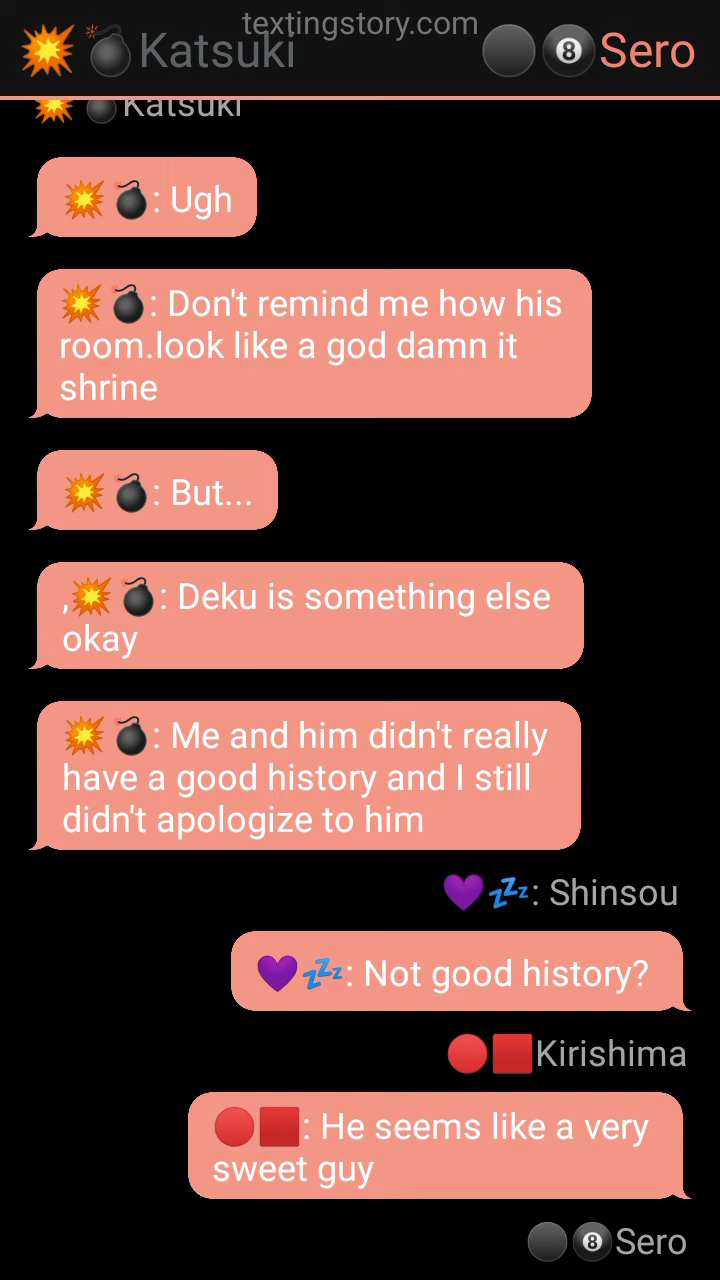 textingstory.com
💥💣Katsuki
⚫🎱Sero
💥💣Katsuki
💥💣: Ugh
💥💣: Don't remind me how his
room.look like a god damn it
shrine
💥💣: But...
,💥💣: Deku is something else
okay
💥💣: Me and him didn't really
have a good history and I still
didn't apologize to him
💜💤: Shinsou
💜💤: Not good history?
🔴🟥Kirishima
🔴🟥: He seems like a very
sweet guy
⚫🎱Sero